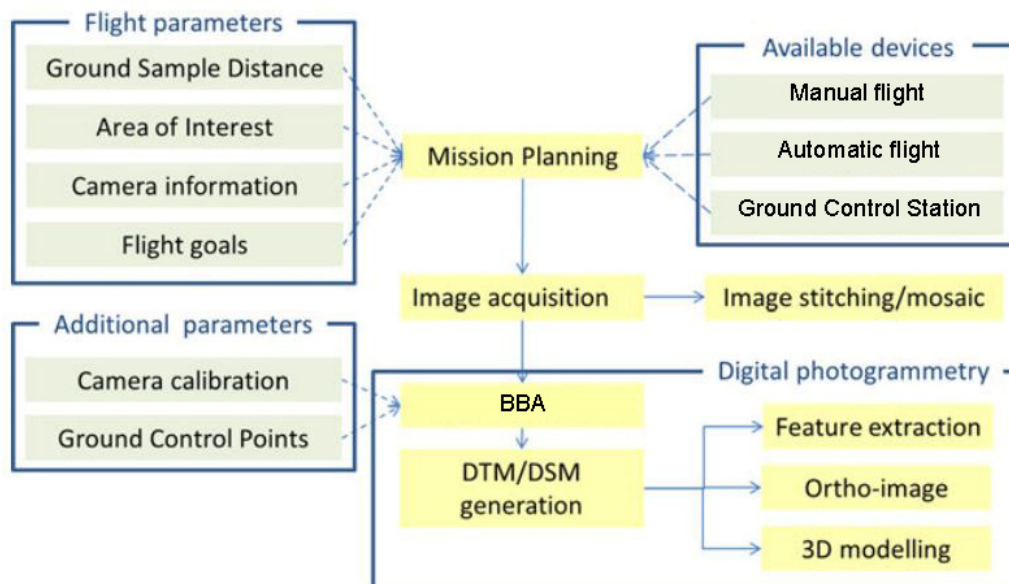 Flight parameters
Ground Sample Distance
Area of Interest
Camera information
Flight goals
Available devices
Manual flight
Automatic flight
Ground Control Station
Mission Planning
Image acquisition
Image stitching/mosaic
Additional parameters
Camera calibration
Ground Control Points
Digital photogrammetry
BBA
DTM/DSM
generation
Feature extraction
Ortho-image
3D modelling